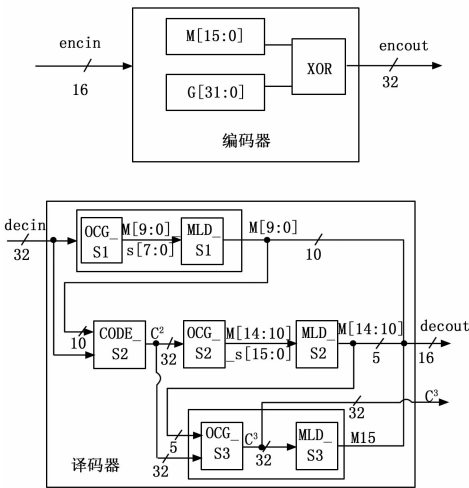 encin
16
M[15:0]
G[31:0]
XOR
encout
32
编码器
decin
32
OCG_
S1
M[9:0]_
s[7:0]
MLD_
S1
M[9:0]
10
10
CODE_
S2
C²
32
OCG_
S2
M[14:10]
_s[15:0]
MLD_
S2
M[14:10]
5
decout
16
C³
32
5
32
OCG_
S3
C³
32
MLD_
S3
M15
译码器